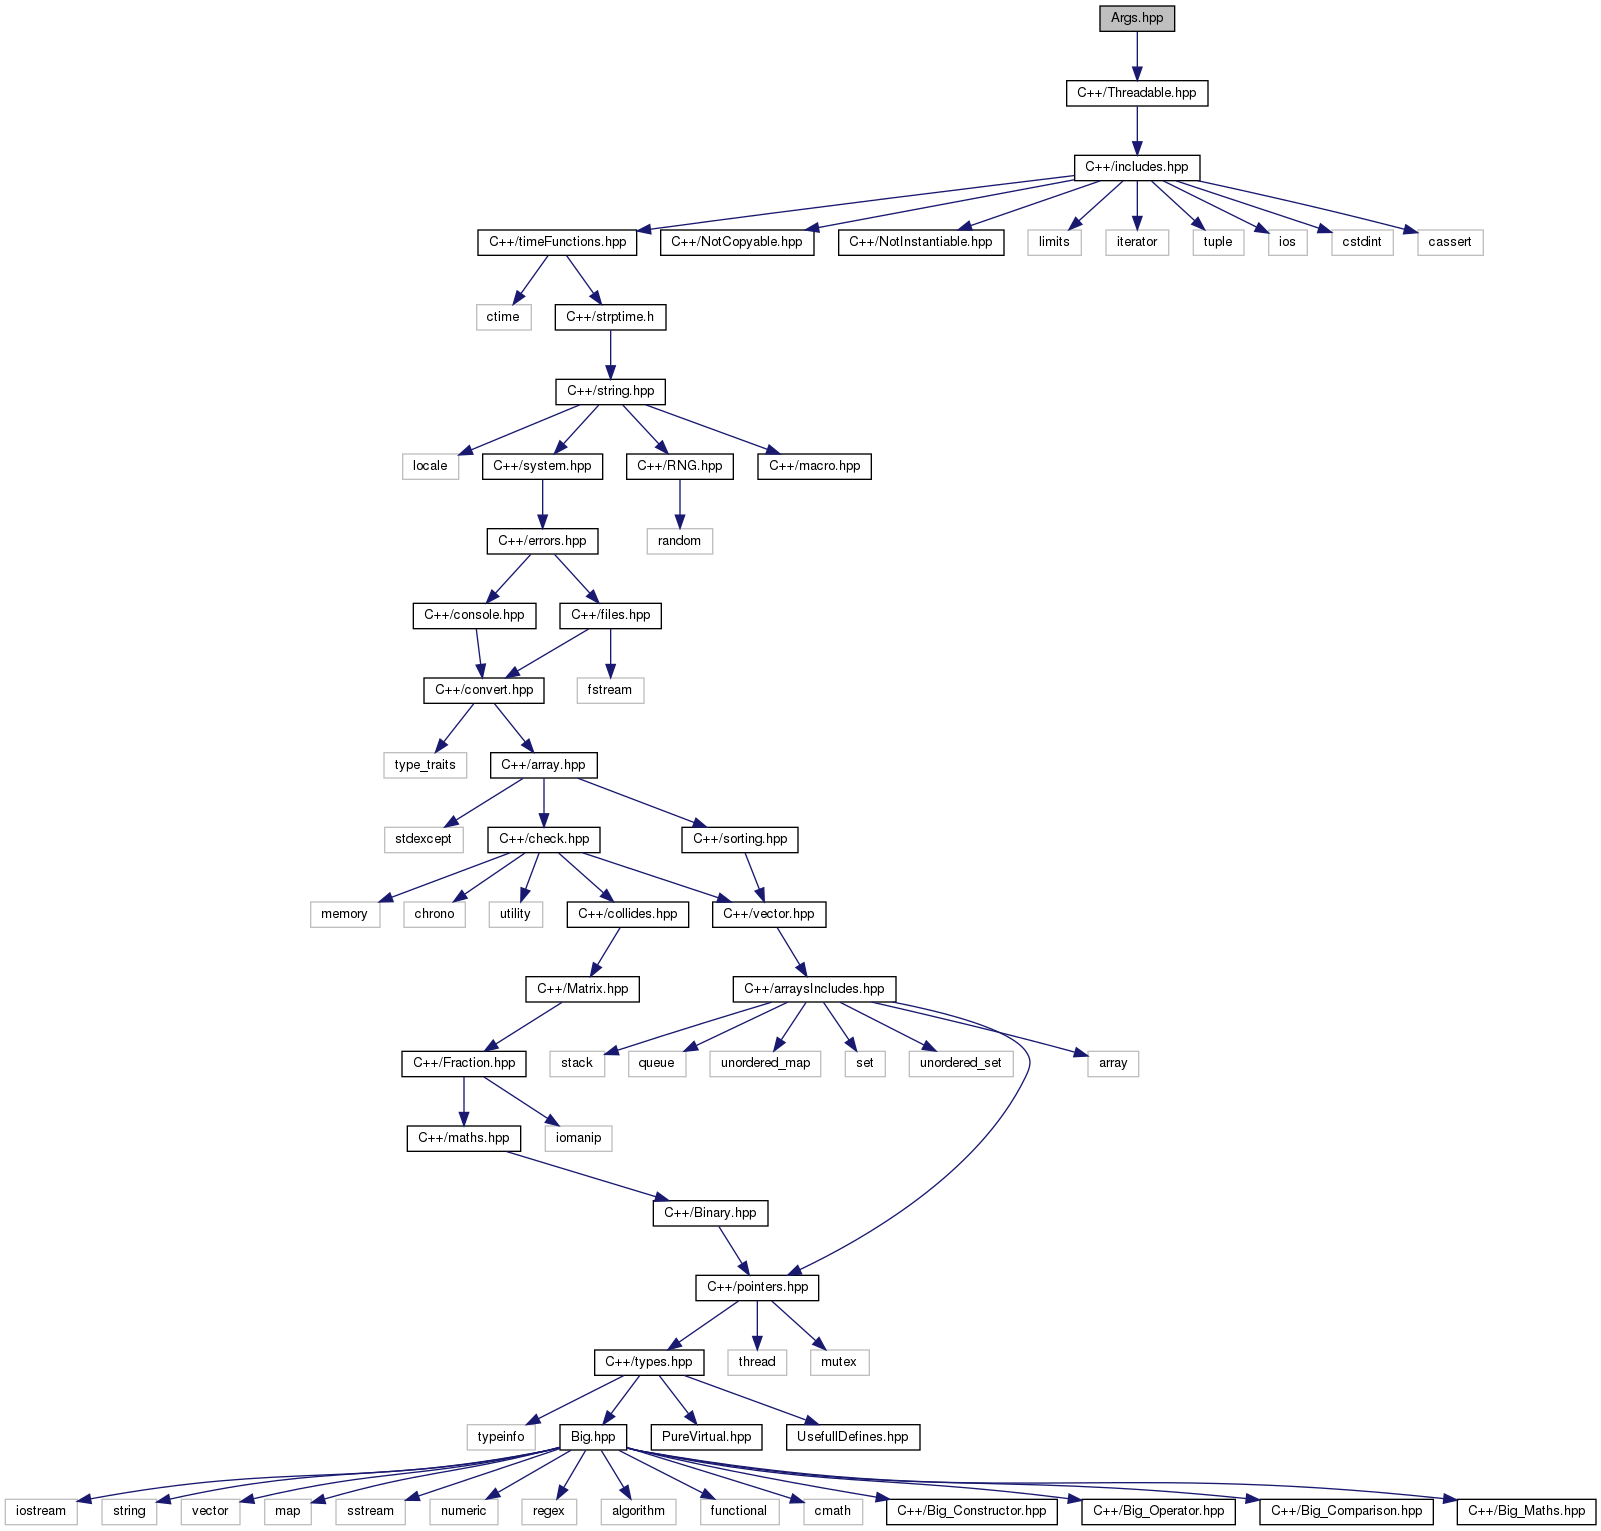 Args.hpp
C++/Threadable.hpp
C++/includes.hpp
C++/timeFunctions.hpp
C++/NotCopyable.hpp
C++/NotInstantiable.hpp
limits
iterator
tuple
ios
cstdint
cassert
ctime
C++/strptime.h
C++/string.hpp
locale
C++/system.hpp
C++/RNG.hpp
C++/macro.hpp
C++/errors.hpp
random
C++/console.hpp
C++/files.hpp
C++/convert.hpp
fstream
type_traits
C++/array.hpp
stdexcept
C++/check.hpp
C++/sorting.hpp
memory
chrono
utility
C++/collides.hpp
C++/vector.hpp
C++/Matrix.hpp
C++/arraysIncludes.hpp
C++/Fraction.hpp
stack
queue
unordered_map
set
unordered_set
array
C++/maths.hpp
iomanip
C++/Binary.hpp
C++/pointers.hpp
C++/types.hpp
thread
mutex
typeinfo
Big.hpp
PureVirtual.hpp
UsefullDefines.hpp
iostream
string
vector
map
sstream
numeric
regex
algorithm
functional
cmath
C++/Big_Constructor.hpp
C++/Big_Operator.hpp
C++/Big_Comparison.hpp
C++/Big_Maths.hpp